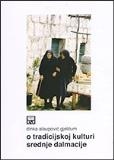 dinka alaupović gjeldum
o tradicijskoj kulturi
srednje dalmacije